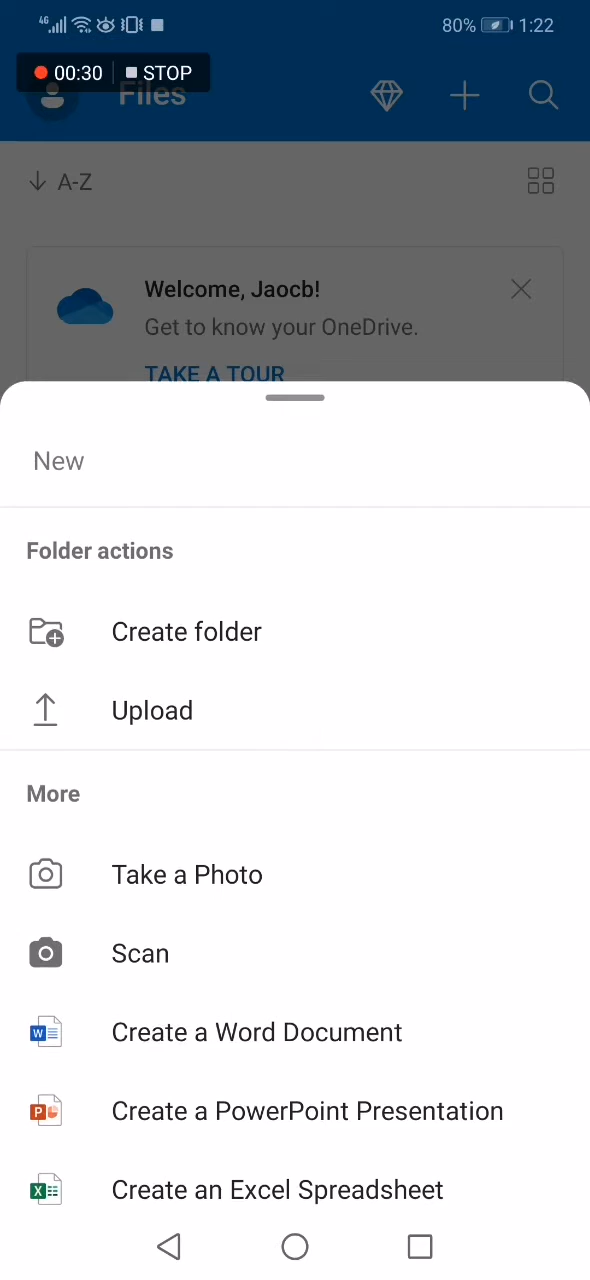 4G 80% 1:22
00:30 STOP
Files
A-Z
Welcome, Jaocb!
Get to know your OneDrive.
TAKE A TOUR
New
Folder actions
Create folder
Upload
More
Take a Photo
Scan
W Create a Word Document
P Create a PowerPoint Presentation
X Create an Excel Spreadsheet